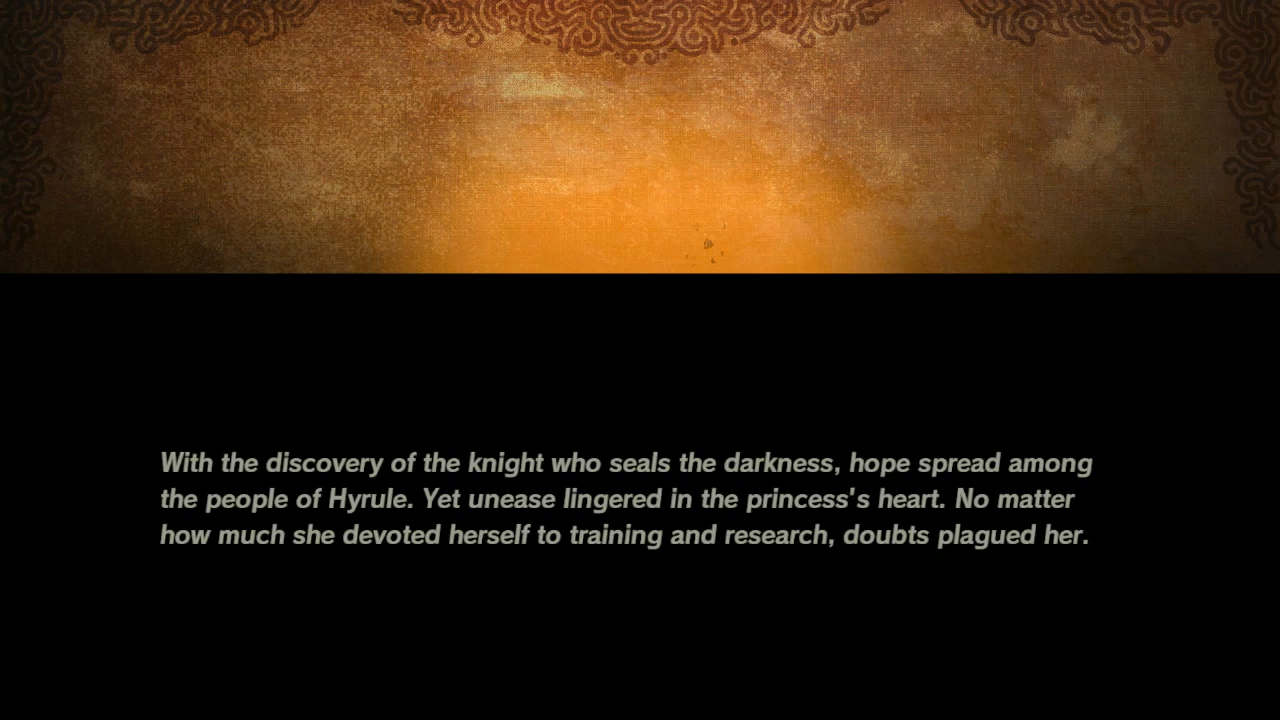 With the discovery of the knight who seals the darkness, hope spread among
the people of Hyrule. Yet unease lingered in the princess's heart. No matter
how much she devoted herself to training and research, doubts plagued her.